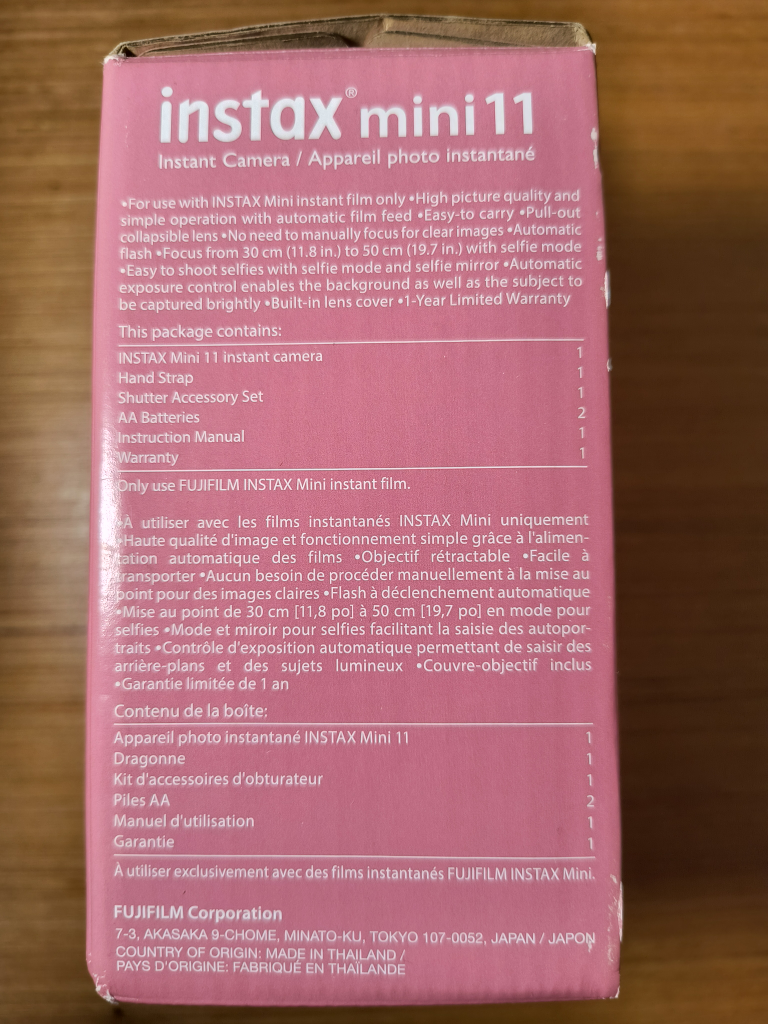 instax® mini 11
Instant Camera / Appareil photo instantané
•For use with INSTAX Mini instant film only •High picture quality and
simple operation with automatic film feed •Easy-to carry •Pull-out
collapsible lens •No need to manually focus for clear images •Automatic
flash •Focus from 30 cm (11.8 in.) to 50 cm (19.7 in.) with selfie mode
•Easy to shoot selfies with selfie mode and selfie mirror •Automatic
exposure control enables the background as well as the subject to
be captured brightly •Built-in lens cover •1-Year Limited Warranty
This package contains:
INSTAX Mini 11 instant camera 1
Hand Strap 1
Shutter Accessory Set 1
AA Batteries 2
Instruction Manual 1
Warranty 1
Only use FUJIFILM INSTAX Mini instant film.
•À utiliser avec les films instantanés INSTAX Mini uniquement
•Haute qualité d'image et fonctionnement simple grâce à l'alimen-
tation automatique des films •Objectif rétractable •Facile à
transporter •Aucun besoin de procéder manuellement à la mise au
point pour des images claires •Flash à déclenchement automatique
•Mise au point de 30 cm [11,8 po] à 50 cm [19,7 po] en mode pour
selfies •Mode et miroir pour selfies facilitant la saisie des autopor-
traits •Contrôle d'exposition automatique permettant de saisir des
arrière-plans et des sujets lumineux •Couvre-objectif inclus
•Garantie limitée de 1 an
Contenu de la boîte:
Appareil photo instantané INSTAX Mini 11 1
Dragonne 1
Kit d'accessoires d'obturateur 1
Piles AA 2
Manuel d'utilisation 1
Garantie 1
À utiliser exclusivement avec des films instantanés FUJIFILM INSTAX Mini.
FUJIFILM Corporation
7-3, AKASAKA 9-CHOME, MINATO-KU, TOKYO 107-0052, JAPAN / JAPON
COUNTRY OF ORIGIN: MADE IN THAILAND /
PAYS D'ORIGINE: FABRIQUÉ EN THAÏLANDE